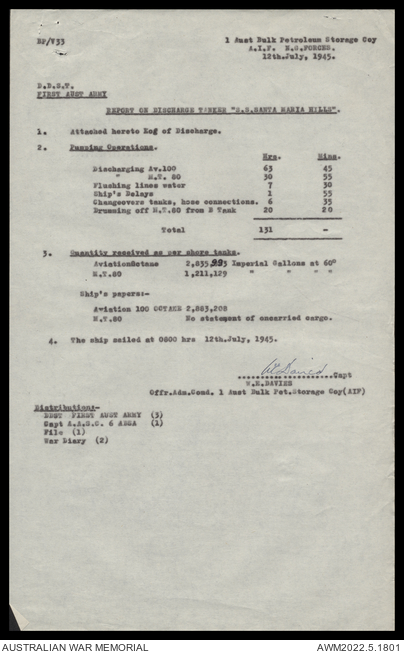 BP/V33
1 Aust Bulk Petroleum Storage Coy
A.I.F. N.G.FORCES.
12th.July, 1945.
D.D.S.T.
FIRST AUST ARMY
REPORT ON DISCHARGE TANKER "S.S.SANTA MARIA HILLS".
1. Attached hereto Log of Discharge.
2. Pumping Operations.
Hrs. Mins.
Discharging Av.100 63 45
" M.T. 80 30 55
Flushing lines water 7 30
Ship's Delays 1 55
Changeovers tanks, hose connections. 6 35
Drumming off M.T.80 from B Tank 20 20
Total 131 -
3. Quantity received as per shore tanks.
AviationOctane 2,835,993 Imperial Gallons at 60°
M.T.80 1,211,129 " " " "
Ship's papers:-
Aviation 100 OCTANE 2,863,208
M.T.80 No statement of oncarried cargo.
4. The ship sailed at 0800 hrs 12th.July, 1945.
WH Davies
Capt
W.H.DAVIES
Offr.Adm.Comd. 1 Aust Bulk Pet.Storage Coy(AIF)
Distribution:-
DDST FIRST AUST ARMY (3)
Capt A.A.S.C. 6 ABSA (1)
File (1)
War Diary (2)
AUSTRALIAN WAR MEMORIAL
AWM2022.5.1801